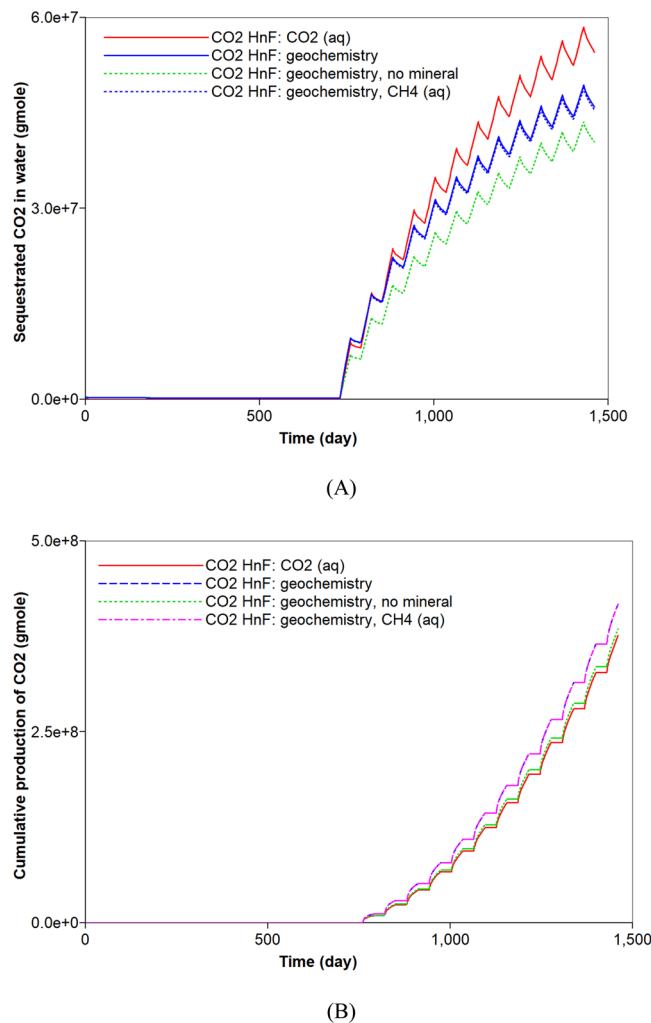 6.0e+7
CO2 HnF: CO2 (aq)
CO2 HnF: geochemistry
CO2 HnF: geochemistry, no mineral
CO2 HnF: geochemistry, CH4 (aq)
Sequestrated CO2 in water (gmole)
3.0e+7
0.0e+0
0 500 1,000 1,500
Time (day)
(A)
5.0e+8
CO2 HnF: CO2 (aq)
CO2 HnF: geochemistry
CO2 HnF: geochemistry, no mineral
CO2 HnF: geochemistry, CH4 (aq)
Cumulative production of CO2 (gmole)
2.5e+8
0.0e+0
0 500 1,000 1,500
Time (day)
(B)